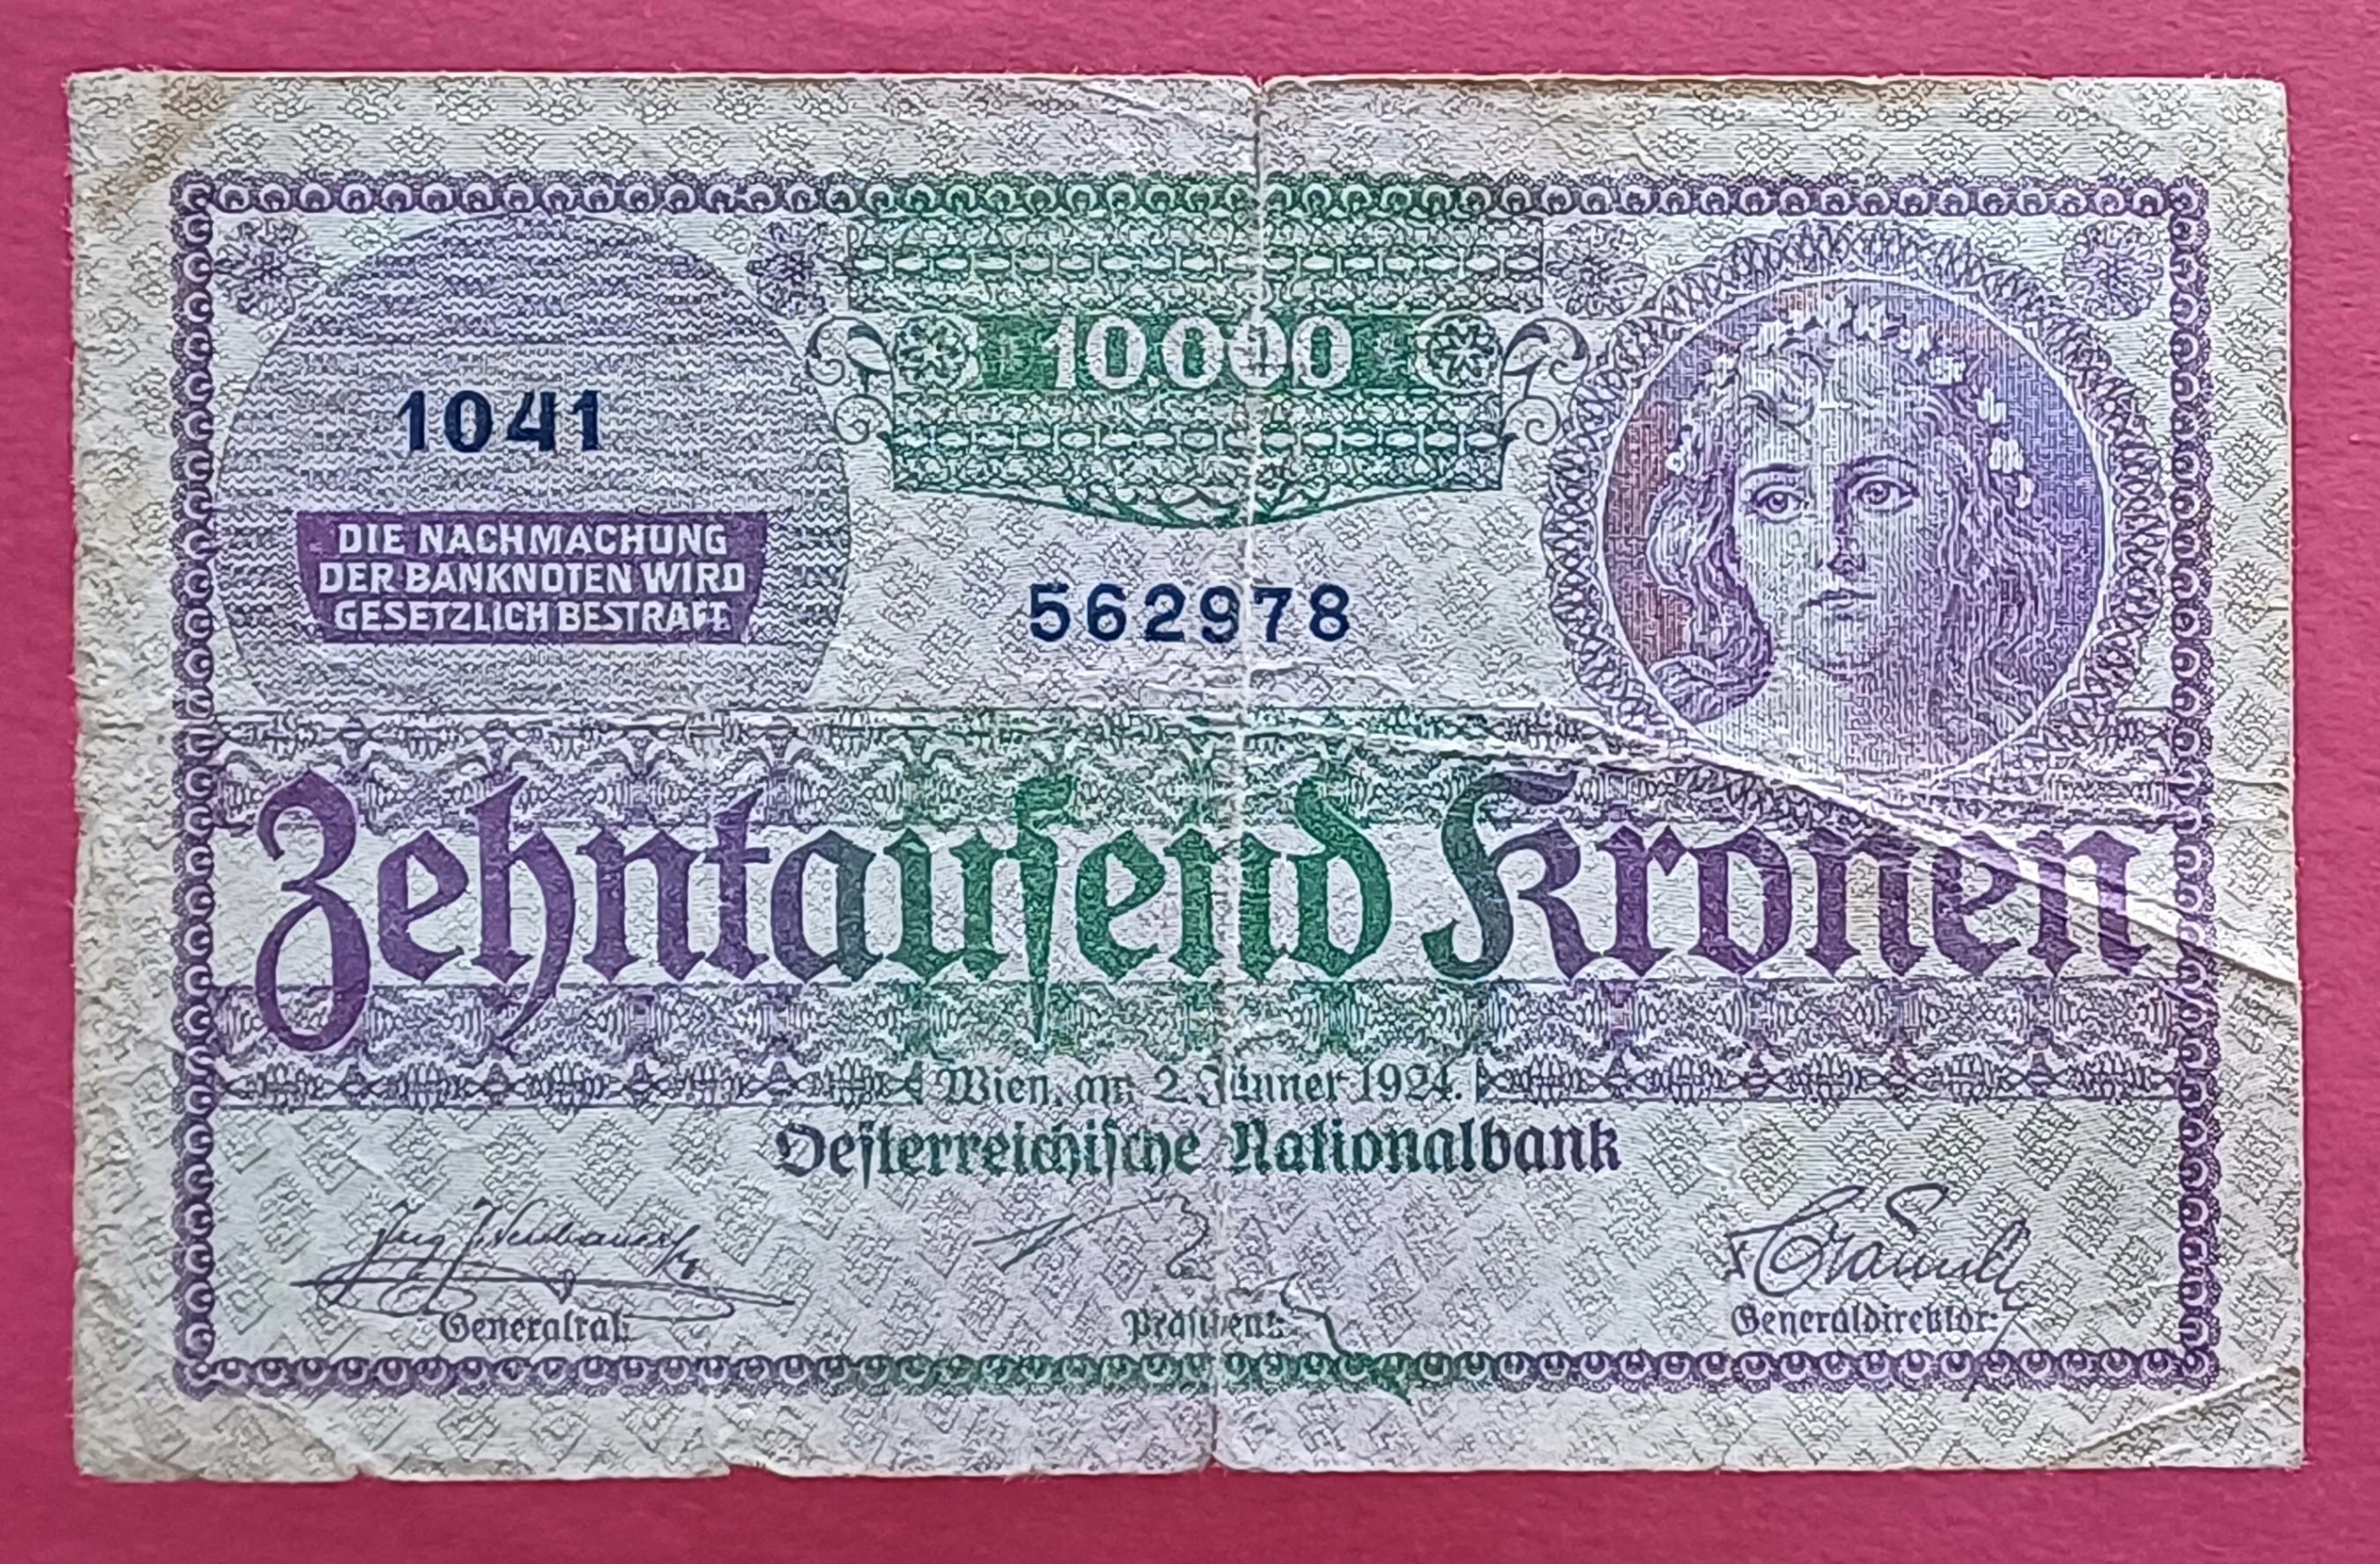 10000
1041
DIE NACHMACHUNG
DER BANKNOTEN WIRD
GESETZLICH BESTRAFT
562978
Zehntauſend Kronen
Wien, am 2. Jänner 1924.
Oeſterreichiſche Nationalbank
Generalrat:
Präſident:
Generaldirektor: